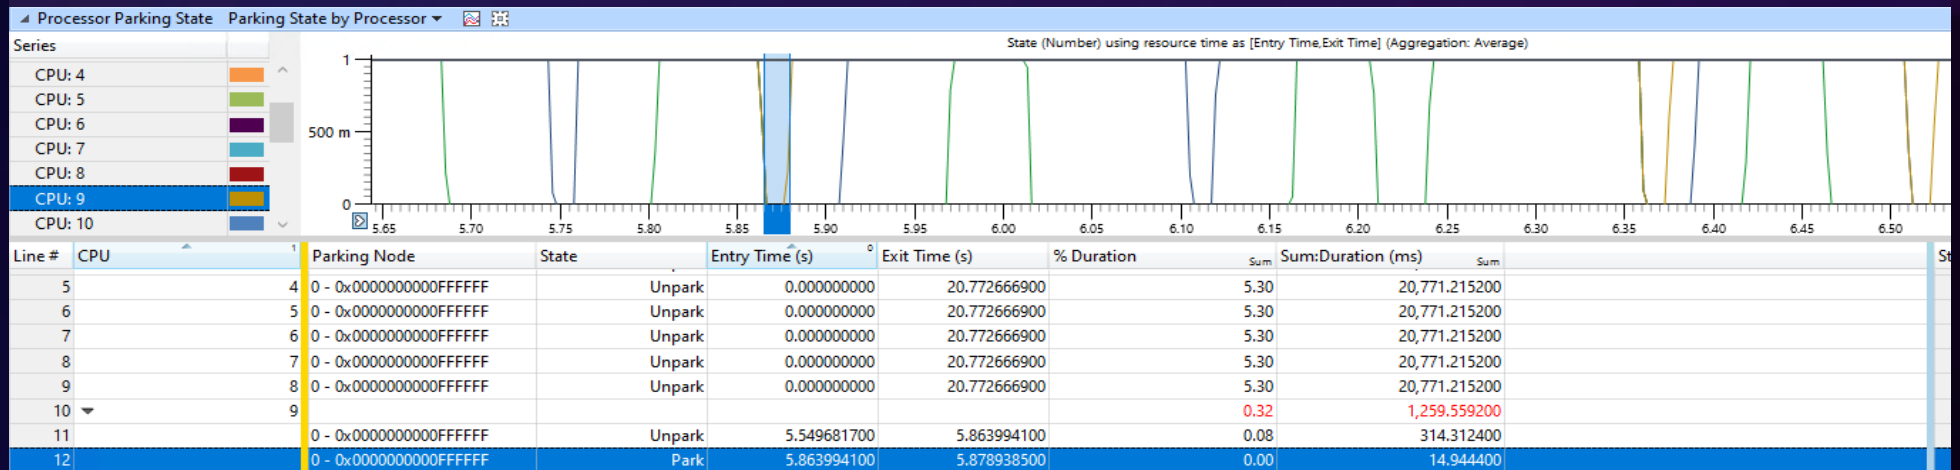 Processor Parking State Parking State by Processor
Series
State (Number) using resource time as [Entry Time,Exit Time] (Aggregation: Average)
CPU: 4
CPU: 5
CPU: 6
CPU: 7
CPU: 8
CPU: 9
CPU: 10
1
500 m
0
5.65 5.70 5.75 5.80 5.85 5.90 5.95 6.00 6.05 6.10 6.15 6.20 6.25 6.30 6.35 6.40 6.45 6.50
Line # CPU 1 Parking Node State Entry Time (s) 0 Exit Time (s) % Duration Sum Sum:Duration (ms) Sum St
5 4 0 - 0x0000000000FFFFFF Unpark 0.000000000 20.772666900 5.30 20,771.215200
6 5 0 - 0x0000000000FFFFFF Unpark 0.000000000 20.772666900 5.30 20,771.215200
7 6 0 - 0x0000000000FFFFFF Unpark 0.000000000 20.772666900 5.30 20,771.215200
8 7 0 - 0x0000000000FFFFFF Unpark 0.000000000 20.772666900 5.30 20,771.215200
9 8 0 - 0x0000000000FFFFFF Unpark 0.000000000 20.772666900 5.30 20,771.215200
10 9 0.32 1,259.559200
11 0 - 0x0000000000FFFFFF Unpark 5.549681700 5.863994100 0.08 314.312400
12 0 - 0x0000000000FFFFFF Park 5.863994100 5.878938500 0.00 14.944400